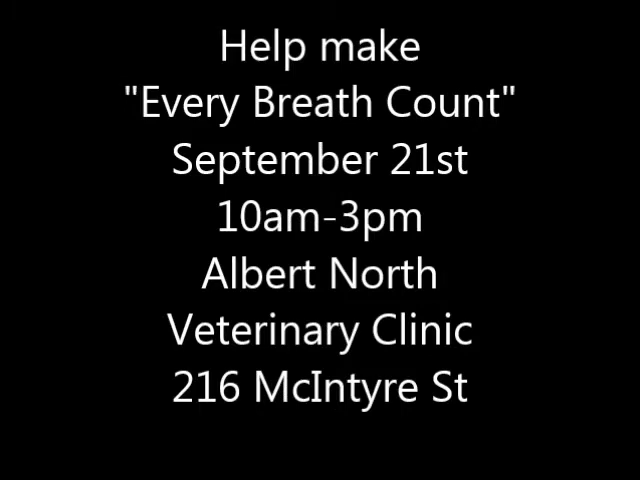 Help make
"Every Breath Count"
September 21st
10am-3pm
Albert North
Veterinary Clinic
216 McIntyre St